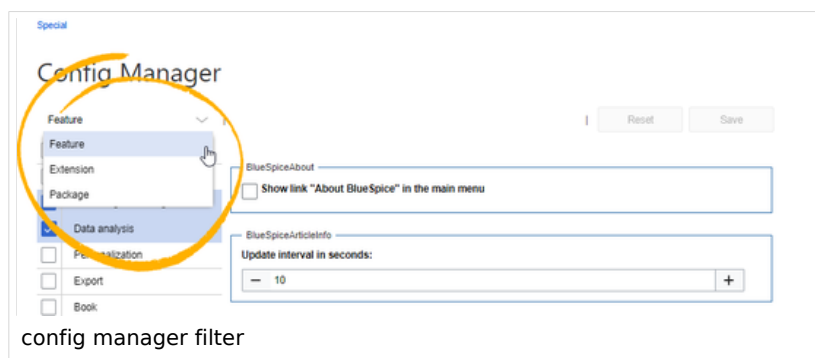 Special
Config Manager
Feature
Reset Save
Feature
Extension
Package
BlueSpiceAbout
Show link "About BlueSpice" in the main menu
Data analysis
Personalization
Export
Book
BlueSpiceArticleInfo
Update interval in seconds:
10
config manager filter